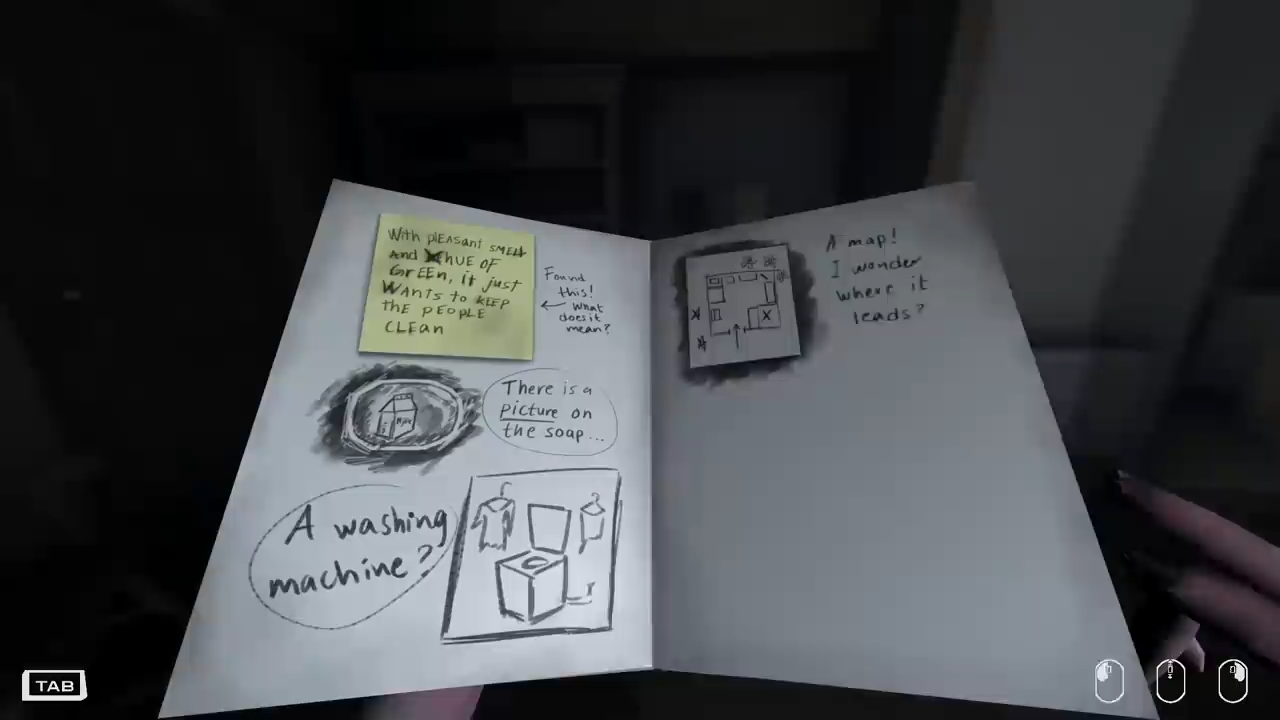 With plEAsant SMELL
And HUE OF
GrEEn, it just
WANTS to KEEP
THE PEOPLE
CLEAn
Found
this!
What
does it
mean?
There is a
picture on
the soap...
A washing
machine?
A map!
I wonder
where it
leads?
X
TAB